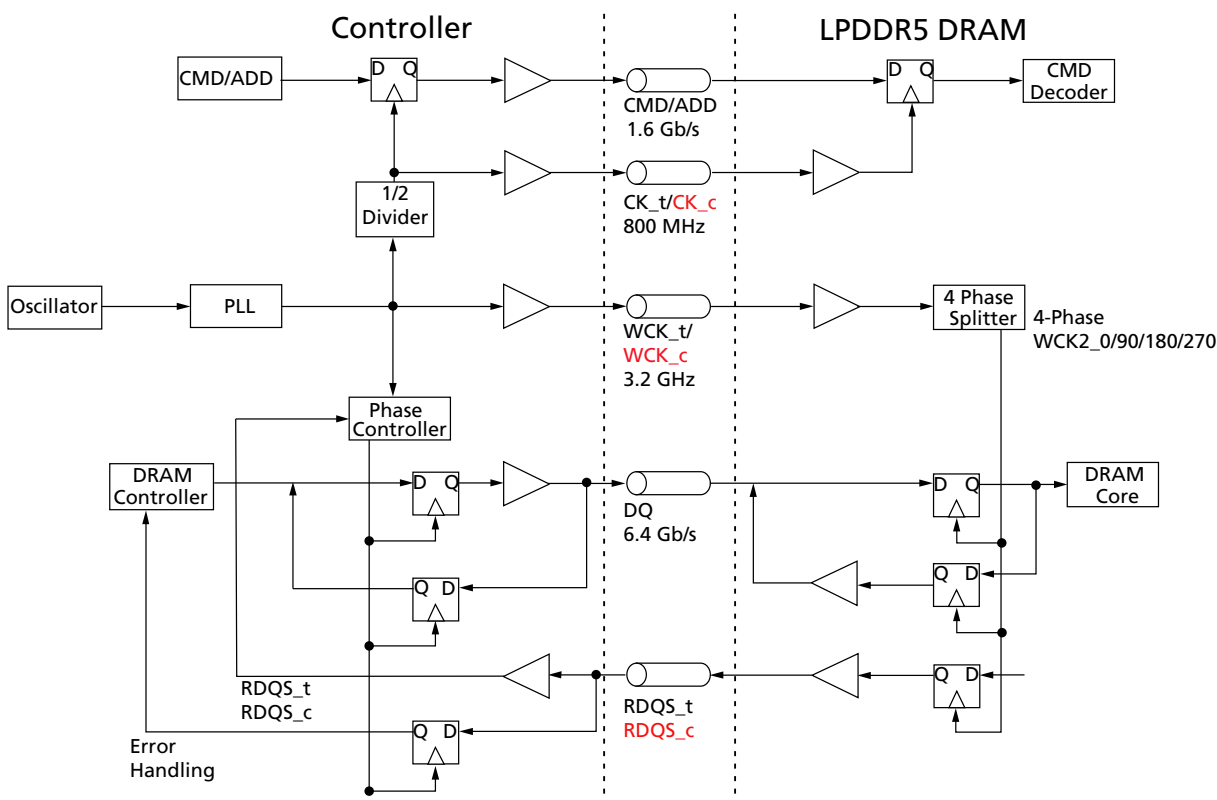 Controller
LPDDR5 DRAM
CMD/ADD
D Q
CMD/ADD
1.6 Gb/s
D Q
CMD
Decoder
1/2
Divider
CK_t/CK_c
800 MHz
Oscillator
PLL
WCK_t/
WCK_c
3.2 GHz
4 Phase
Splitter
4-Phase
WCK2_0/90/180/270
Phase
Controller
DRAM
Controller
D Q
DQ
6.4 Gb/s
D Q
DRAM
Core
Q D
Q D
RDQS_t
RDQS_c
RDQS_t
RDQS_c
Q D
Error
Handling
Q D